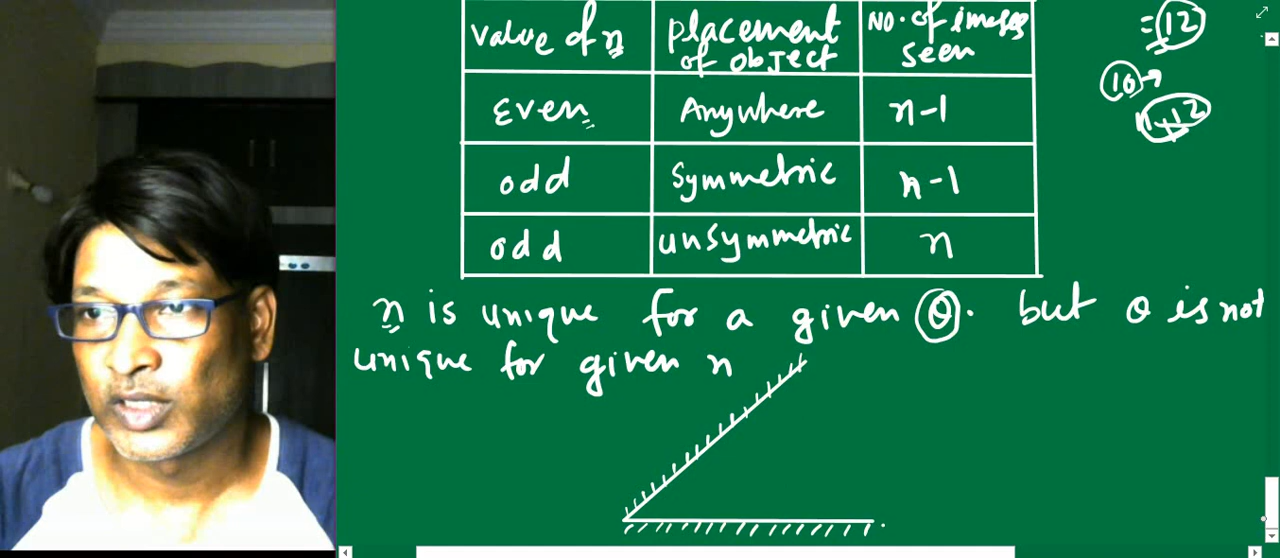 value of n placement of object No. of images seen
Even Anywhere n-1
odd Symmetric n-1
odd unsymmetric n
n is unique for a given θ. but θ is not
unique for given n
=12
10→